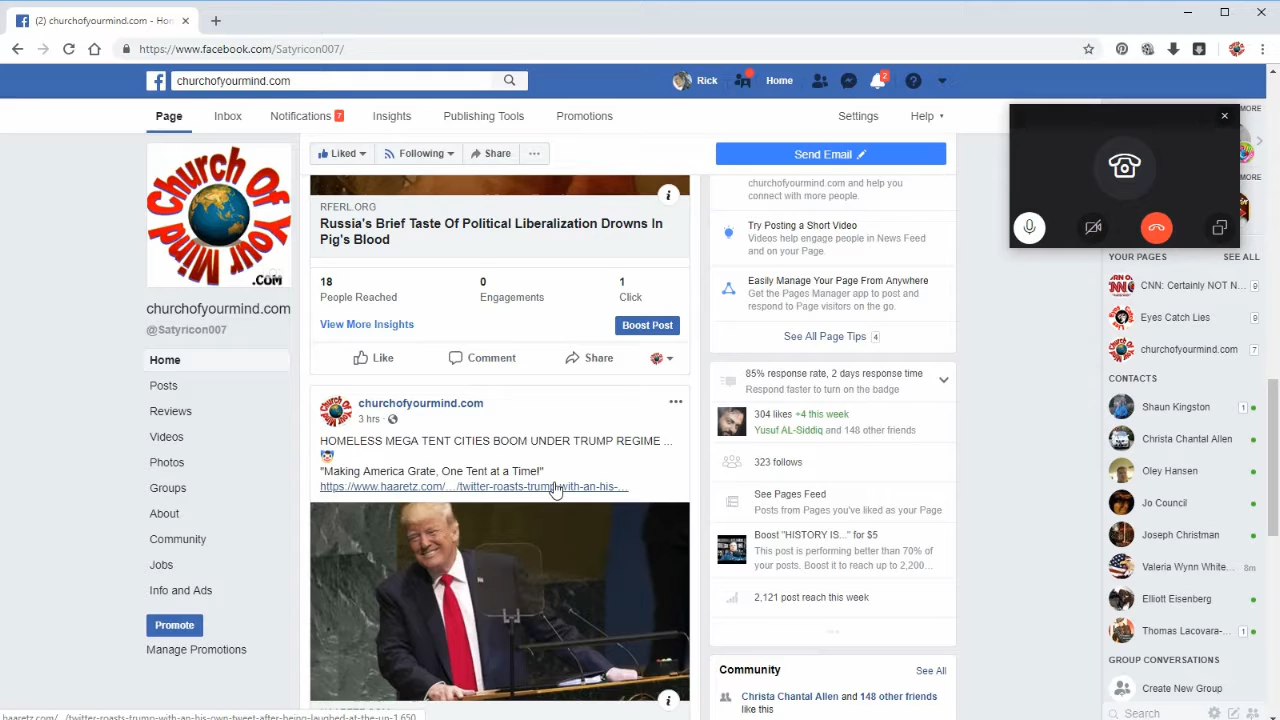 (2) churchofyourmind.com - Hon
https://www.facebook.com/Satyricon007/
churchofyourmind.com
Rick
Home
2
Page
Inbox
Notifications 7
Insights
Publishing Tools
Promotions
Settings
Help
Church Of Your Mind .COM
churchofyourmind.com
@Satyricon007
Home
Posts
Reviews
Videos
Photos
Groups
About
Community
Jobs
Info and Ads
Promote
Manage Promotions
Liked
Following
Share
Send Email
RFERL.ORG
Russia's Brief Taste Of Political Liberalization Drowns In
Pig's Blood
18
People Reached
0
Engagements
1
Click
View More Insights
Boost Post
Like
Comment
Share
churchofyourmind.com
3 hrs
HOMELESS MEGA TENT CITIES BOOM UNDER TRUMP REGIME ...
"Making America Grate, One Tent at a Time!"
https://www.haaretz.com/…/twitter-roasts-trump-with-an-his-...
churchofyourmind.com and help you
connect with more people.
Try Posting a Short Video
Videos help engage people in News Feed
and on your Page.
Easily Manage Your Page From Anywhere
Get the Pages Manager app to post and
respond to Page visitors on the go.
See All Page Tips 4
85% response rate, 2 days response time
Respond faster to turn on the badge
304 likes +4 this week
Yusuf AL-Siddiq and 148 other friends
323 follows
See Pages Feed
Posts from Pages you've liked as your Page
Boost "HISTORY IS..." for $5
This post is performing better than 70% of
your posts. Boost it to reach up to 2,200...
2,121 post reach this week
Community
See All
Christa Chantal Allen and 148 other friends
like this
MORE
MORE
YOUR PAGES
SEE ALL
CNN: Certainly NOT N...
Eyes Catch Lies
churchofyourmind.com 7
CONTACTS
Shaun Kingston 1
Christa Chantal Allen
Oley Hansen
Jo Council
Joseph Christman
Valeria Wynn White... 8m
Elliott Eisenberg
Thomas Lacovara-... 1
GROUP CONVERSATIONS
Create New Group
Search